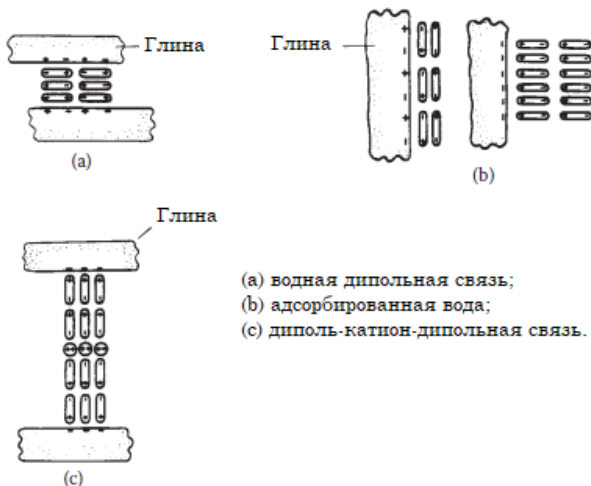 Глина
Глина
(a)
(b)
Глина
(a) водная дипольная связь;
(b) адсорбированная вода;
(c) диполь-катион-дипольная связь.
(c)